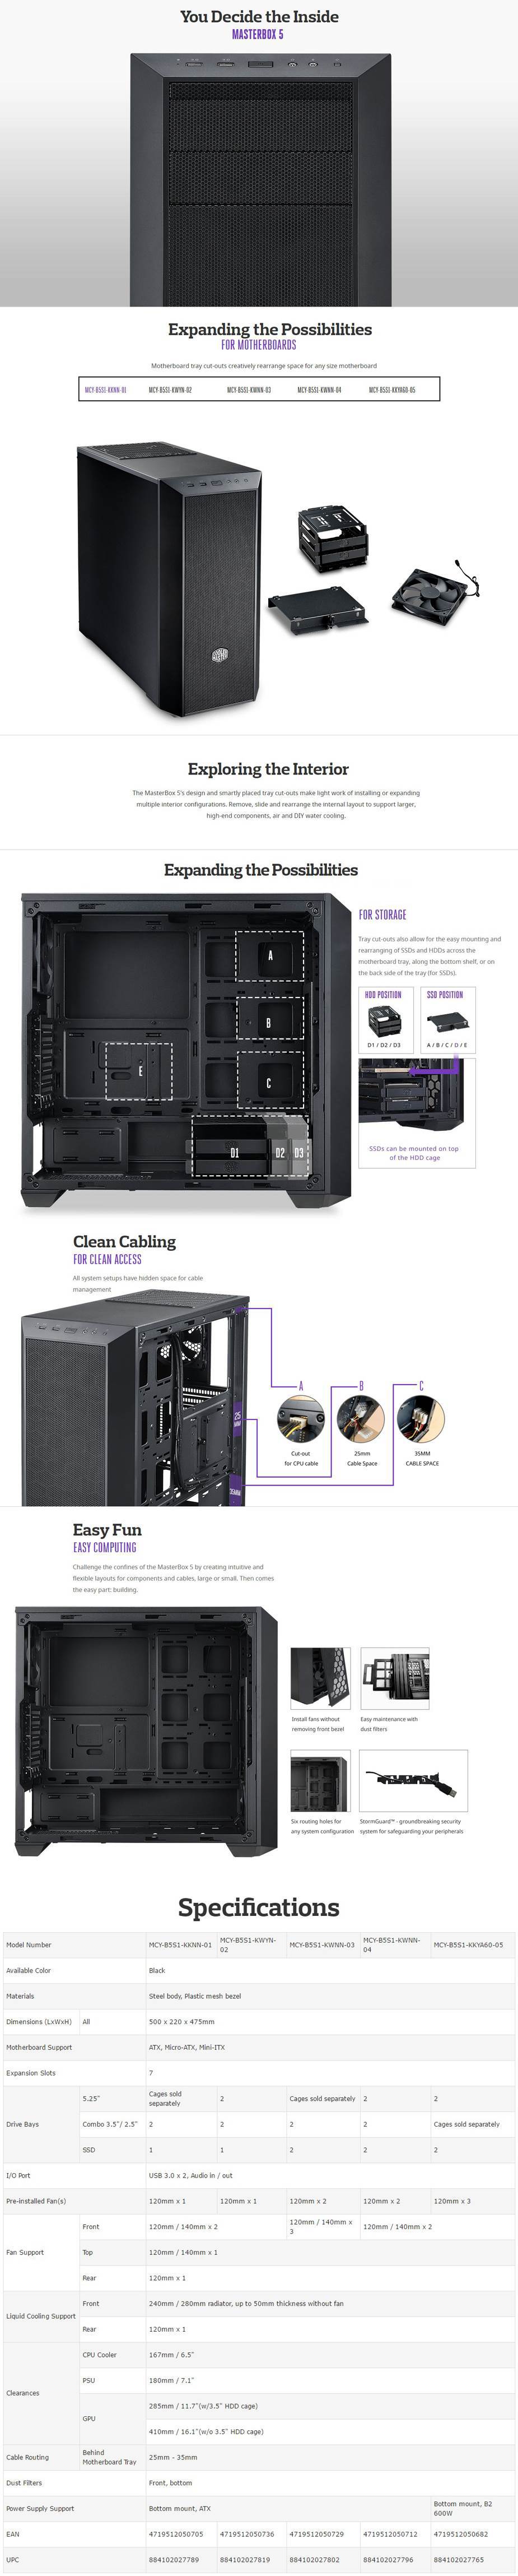 You Decide the Inside
MASTERBOX 5
Expanding the Possibilities
FOR MOTHERBOARDS
Motherboard tray cut-outs creatively rearrange space for any size motherboard
MCY-B5S1-KKNN-01 MCY-B5S1-KWYN-02 MCY-B5S1-KWNN-03 MCY-B5S1-KWNN-04 MCY-B5S1-KKYA60-05
Exploring the Interior
The MasterBox 5's design and smartly placed tray cut-outs make light work of installing or expanding
multiple interior configurations. Remove, slide and rearrange the internal layout to support larger,
high-end components, air and DIY water cooling.
Expanding the Possibilities
FOR STORAGE
Tray cut-outs also allow for the easy mounting and
rearranging of SSDs and HDDs across the
motherboard tray, along the bottom shelf, or on
the back side of the tray (for SSDs).
A
B
C
E
D1 D2 D3
HDD POSITION
D1 / D2 / D3
SSD POSITION
A / B / C / D / E
SSDs can be mounted on top
of the HDD cage
Clean Cabling
FOR CLEAN ACCESS
All system setups have hidden space for cable
management
A B C
Cut-out
for CPU cable
25mm
Cable Space
35MM
CABLE SPACE
Easy Fun
EASY COMPUTING
Challenge the confines of the MasterBox 5 by creating intuitive and
flexible layouts for components and cables, large or small. Then comes
the easy part: building.
Install fans without
removing front bezel
Easy maintenance with
dust filters
Six routing holes for
any system configuration
StormGuard™ - groundbreaking security
system for safeguarding your peripherals
Specifications
Model Number MCY-B5S1-KKNN-01 MCY-B5S1-KWYN-02 MCY-B5S1-KWNN-03 MCY-B5S1-KWNN-04 MCY-B5S1-KKYA60-05
Available Color Black
Materials Steel body, Plastic mesh bezel
Dimensions (LxWxH) All 500 x 220 x 475mm
Motherboard Support ATX, Micro-ATX, Mini-ITX
Expansion Slots 7
Drive Bays 5.25" Cages sold separately 2 Cages sold separately 2 2
Combo 3.5"/ 2.5" 2 2 2 2 Cages sold separately
SSD 1 1 2 2 2
I/O Port USB 3.0 x 2, Audio in / out
Pre-installed Fan(s) 120mm x 1 120mm x 1 120mm x 2 120mm x 2 120mm x 3
Fan Support Front 120mm / 140mm x 2 120mm / 140mm x 3 120mm / 140mm x 2
Top 120mm / 140mm x 1
Rear 120mm x 1
Liquid Cooling Support Front 240mm / 280mm radiator, up to 50mm thickness without fan
Rear 120mm x 1
Clearances CPU Cooler 167mm / 6.5"
PSU 180mm / 7.1"
GPU 285mm / 11.7"(w/3.5" HDD cage)
410mm / 16.1"(w/o 3.5" HDD cage)
Cable Routing Behind Motherboard Tray 25mm - 35mm
Dust Filters Front, bottom
Power Supply Support Bottom mount, ATX Bottom mount, B2 600W
EAN 4719512050705 4719512050736 4719512050729 4719512050712 4719512050682
UPC 884102027789 884102027819 884102027802 884102027796 884102027765